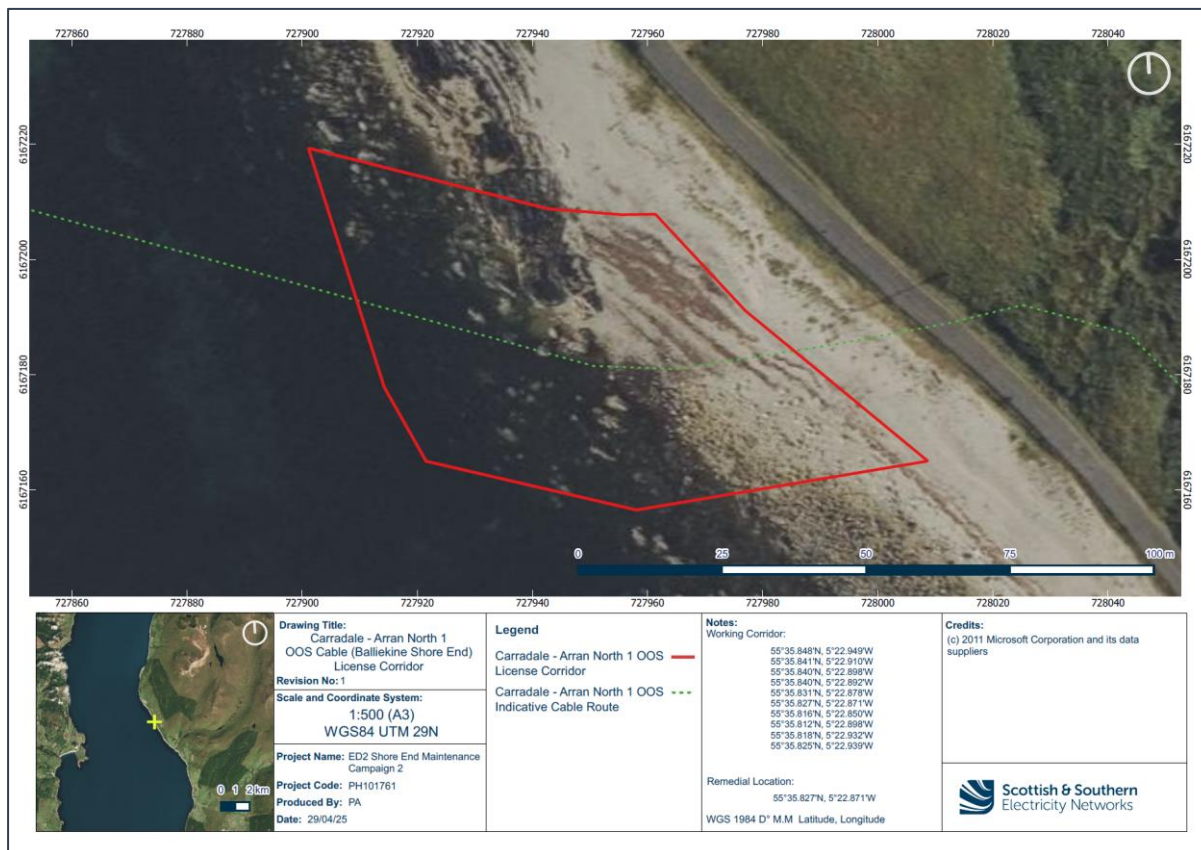 727860 727880 727900 727920 727940 727960 727980 728000 728020 728040
6167220
6167200
6167180
6167160
6167220
6167200
6167180
6167160
0 25 50 75 100 m
727860 727880 727900 727920 727940 727960 727980 728000 728020 728040
0 1 2 km
Drawing Title:
Carradale - Arran North 1
OOS Cable (Balliekine Shore End)
License Corridor
Revision No: 1
Scale and Coordinate System:
1:500 (A3)
WGS84 UTM 29N
Project Name: ED2 Shore End Maintenance
Campaign 2
Project Code: PH101761
Produced By: PA
Date: 29/04/25
Legend
Carradale - Arran North 1 OOS
License Corridor
Carradale - Arran North 1 OOS
Indicative Cable Route
Notes:
Working Corridor:
55°35.848'N, 5°22.949'W
55°35.841'N, 5°22.910'W
55°35.840'N, 5°22.898'W
55°35.840'N, 5°22.892'W
55°35.831'N, 5°22.878'W
55°35.827'N, 5°22.871'W
55°35.816'N, 5°22.850'W
55°35.812'N, 5°22.898'W
55°35.818'N, 5°22.932'W
55°35.825'N, 5°22.939'W
Remedial Location:
55°35.827'N, 5°22.871'W
WGS 1984 D° M.M Latitude, Longitude
Credits:
(c) 2011 Microsoft Corporation and its data
suppliers
Scottish & Southern
Electricity Networks